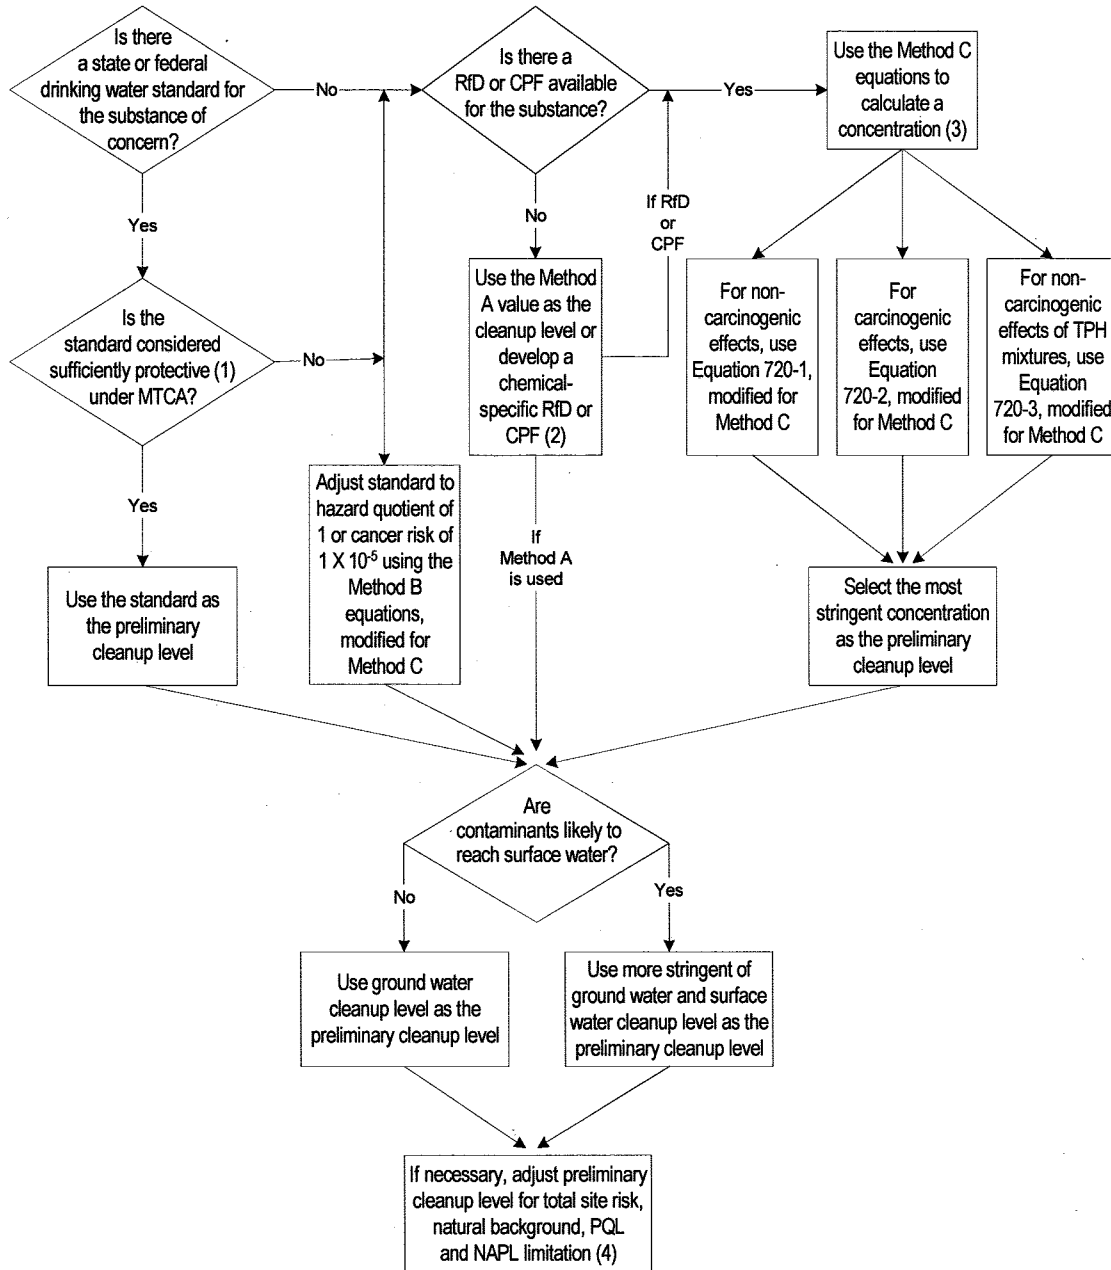 Is there
a state or federal
drinking water standard for
the substance of
concern?
No
Is there a
RfD or CPF available
for the substance?
Yes
Use the Method C
equations to
calculate a
concentration (3)
Yes
No
If RfD
or
CPF
Is the
standard considered
sufficiently protective (1)
under MTCA?
No
Use the Method
A value as the
cleanup level or
develop a
chemical-
specific RfD or
CPF (2)
For non-
carcinogenic
effects, use
Equation 720-1,
modified for
Method C
For
carcinogenic
effects, use
Equation
720-2, modified
for Method C
For non-
carcinogenic
effects of TPH
mixtures, use
Equation
720-3, modified
for Method C
Yes
Adjust standard to
hazard quotient of
1 or cancer risk of
1 X 10⁻⁵ using the
Method B
equations,
modified for
Method C
If
Method A
is used
Use the standard as
the preliminary
cleanup level
Select the most
stringent concentration
as the preliminary
cleanup level
Are
contaminants likely to
reach surface water?
No
Yes
Use ground water
cleanup level as the
preliminary cleanup level
Use more stringent of
ground water and surface
water cleanup level as the
preliminary cleanup level
If necessary, adjust preliminary
cleanup level for total site risk,
natural background, PQL
and NAPL limitation (4)